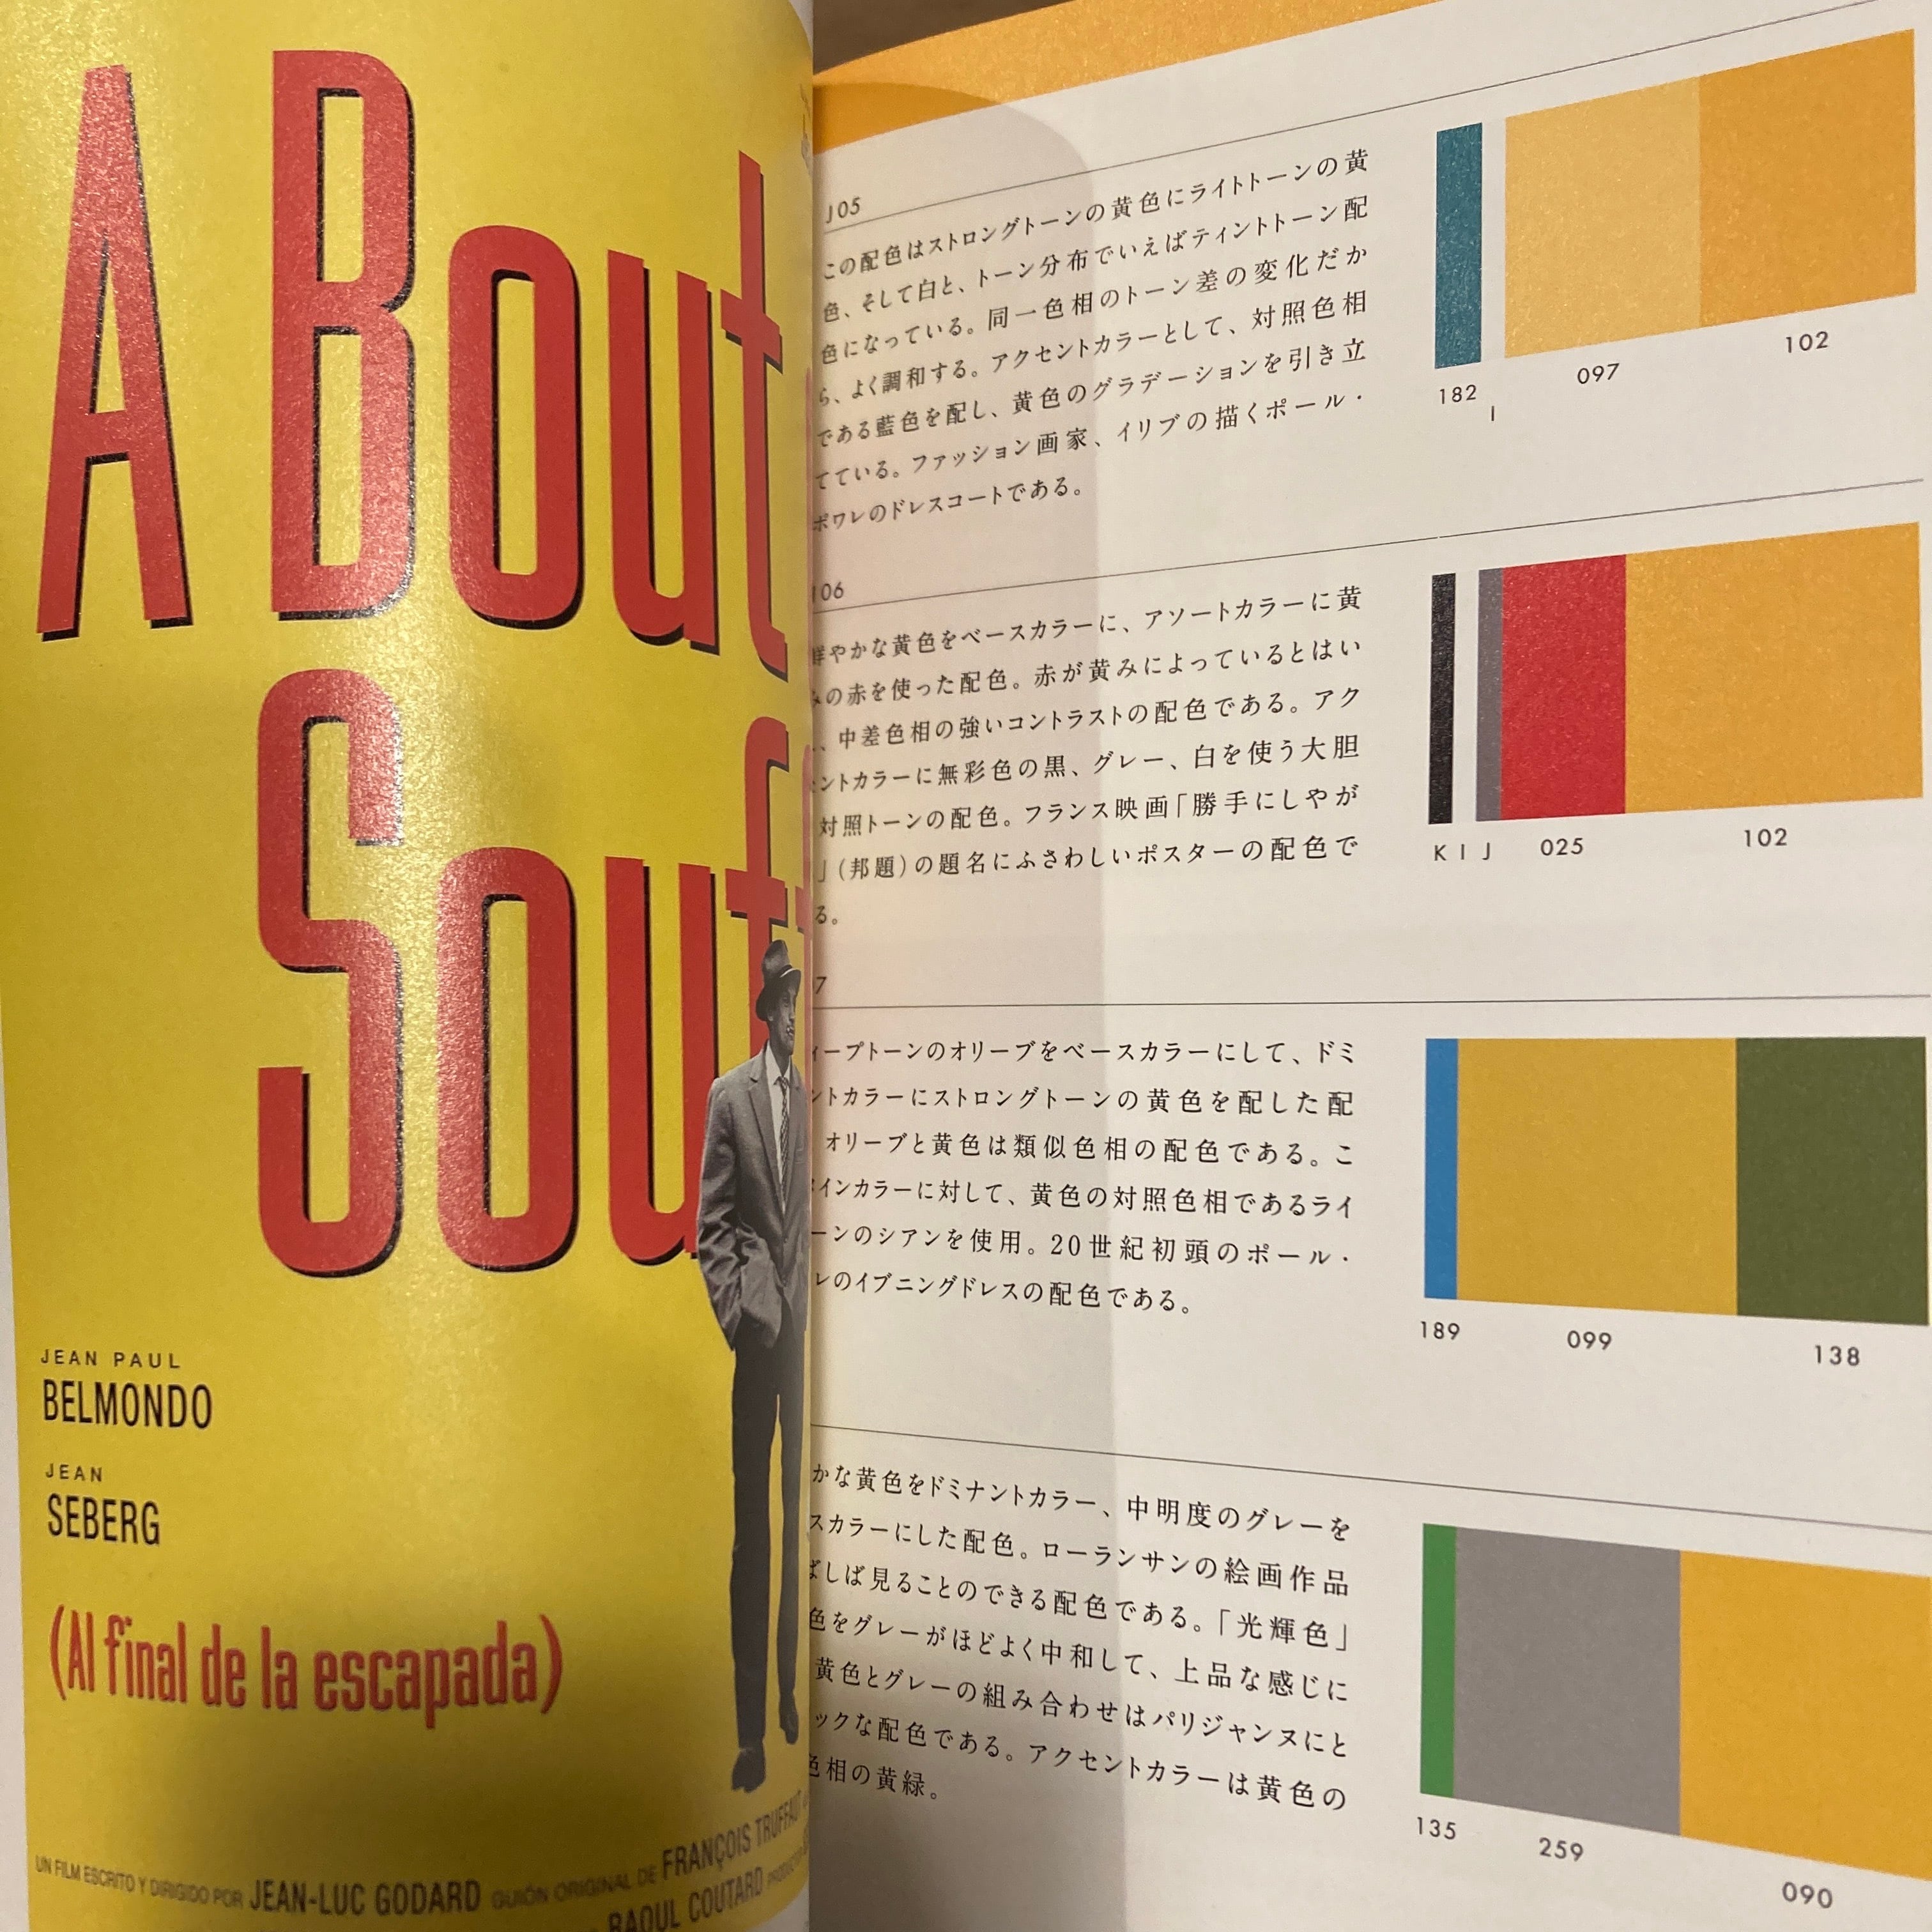 A Bout
Souf
JEAN PAUL
BELMONDO
JEAN
SEBERG
(Al final de la escapada)
UN FILM ESCRITO Y DIRIGIDO POR JEAN-LUC GODARD GUIÓN ORIGINAL DE FRANÇOIS TRUFFAUT
RAOUL COUTARD
J05
この配色はストロングトーンの黄色にライトトーンの黄
色、そして白と、トーン分布でいえばティントトーン配
色になっている。同一色相のトーン差の変化だか
ら、よく調和する。アクセントカラーとして、対照色相
である藍色を配し、黄色のグラデーションを引き立
てている。ファッション画家、イリブの描くポール・
ポワレのドレスコートである。
182 I 097 102
06
鮮やかな黄色をベースカラーに、アソートカラーに黄
みの赤を使った配色。赤が黄みによっているとはい
、中差色相の強いコントラストの配色である。アク
ントカラーに無彩色の黒、グレー、白を使う大胆
対照トーンの配色。フランス映画「勝手にしやが
」(邦題)の題名にふさわしいポスターの配色で
る。
K I J 025 102
7
ィープトーンのオリーブをベースカラーにして、ドミ
ントカラーにストロングトーンの黄色を配した配
オリーブと黄色は類似色相の配色である。こ
インカラーに対して、黄色の対照色相であるライ
ーンのシアンを使用。20世紀初頭のポール・
レのイブニングドレスの配色である。
189 099 138
かな黄色をドミナントカラー、中明度のグレーを
スカラーにした配色。ローランサンの絵画作品
ばしば見ることのできる配色である。「光輝色」
色をグレーがほどよく中和して、上品な感じに
黄色とグレーの組み合わせはパリジャンヌにと
ックな配色である。アクセントカラーは黄色の
色相の黄緑。
135 259 090